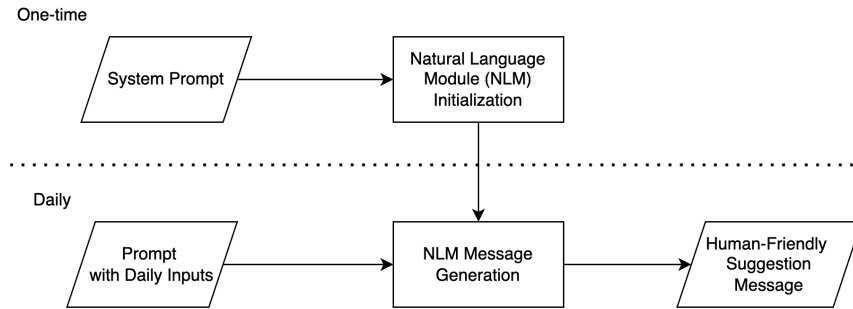 One-time
System Prompt
Natural Language
Module (NLM)
Initialization
Daily
Prompt
with Daily Inputs
NLM Message
Generation
Human-Friendly
Suggestion
Message